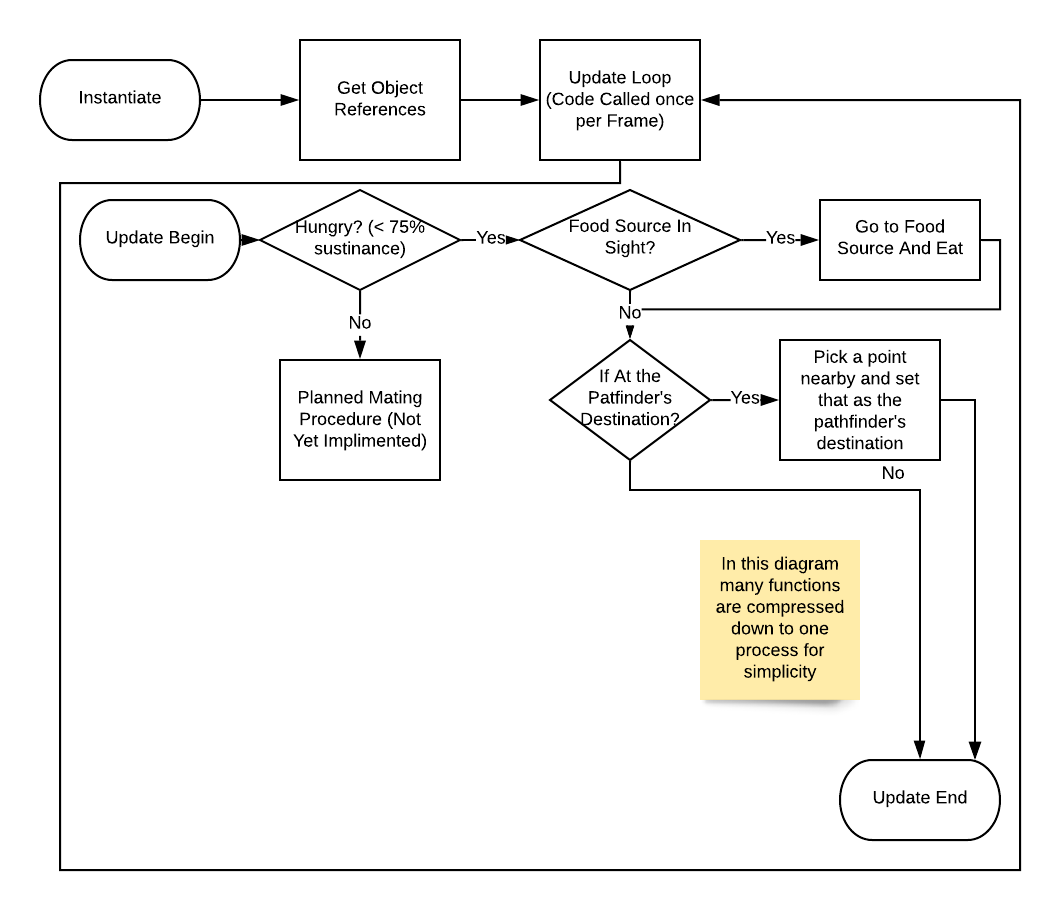 Instantiate
Get Object
References
Update Loop
(Code Called once
per Frame)
Update Begin
Hungry? (< 75%
sustinance)
Yes
Food Source In
Sight?
Yes
Go to Food
Source And Eat
No
No
Planned Mating
Procedure (Not
Yet Implimented)
If At the
Patfinder's
Destination?
Yes
Pick a point
nearby and set
that as the
pathfinder's
destination
No
In this diagram
many functions
are compressed
down to one
process for
simplicity
Update End